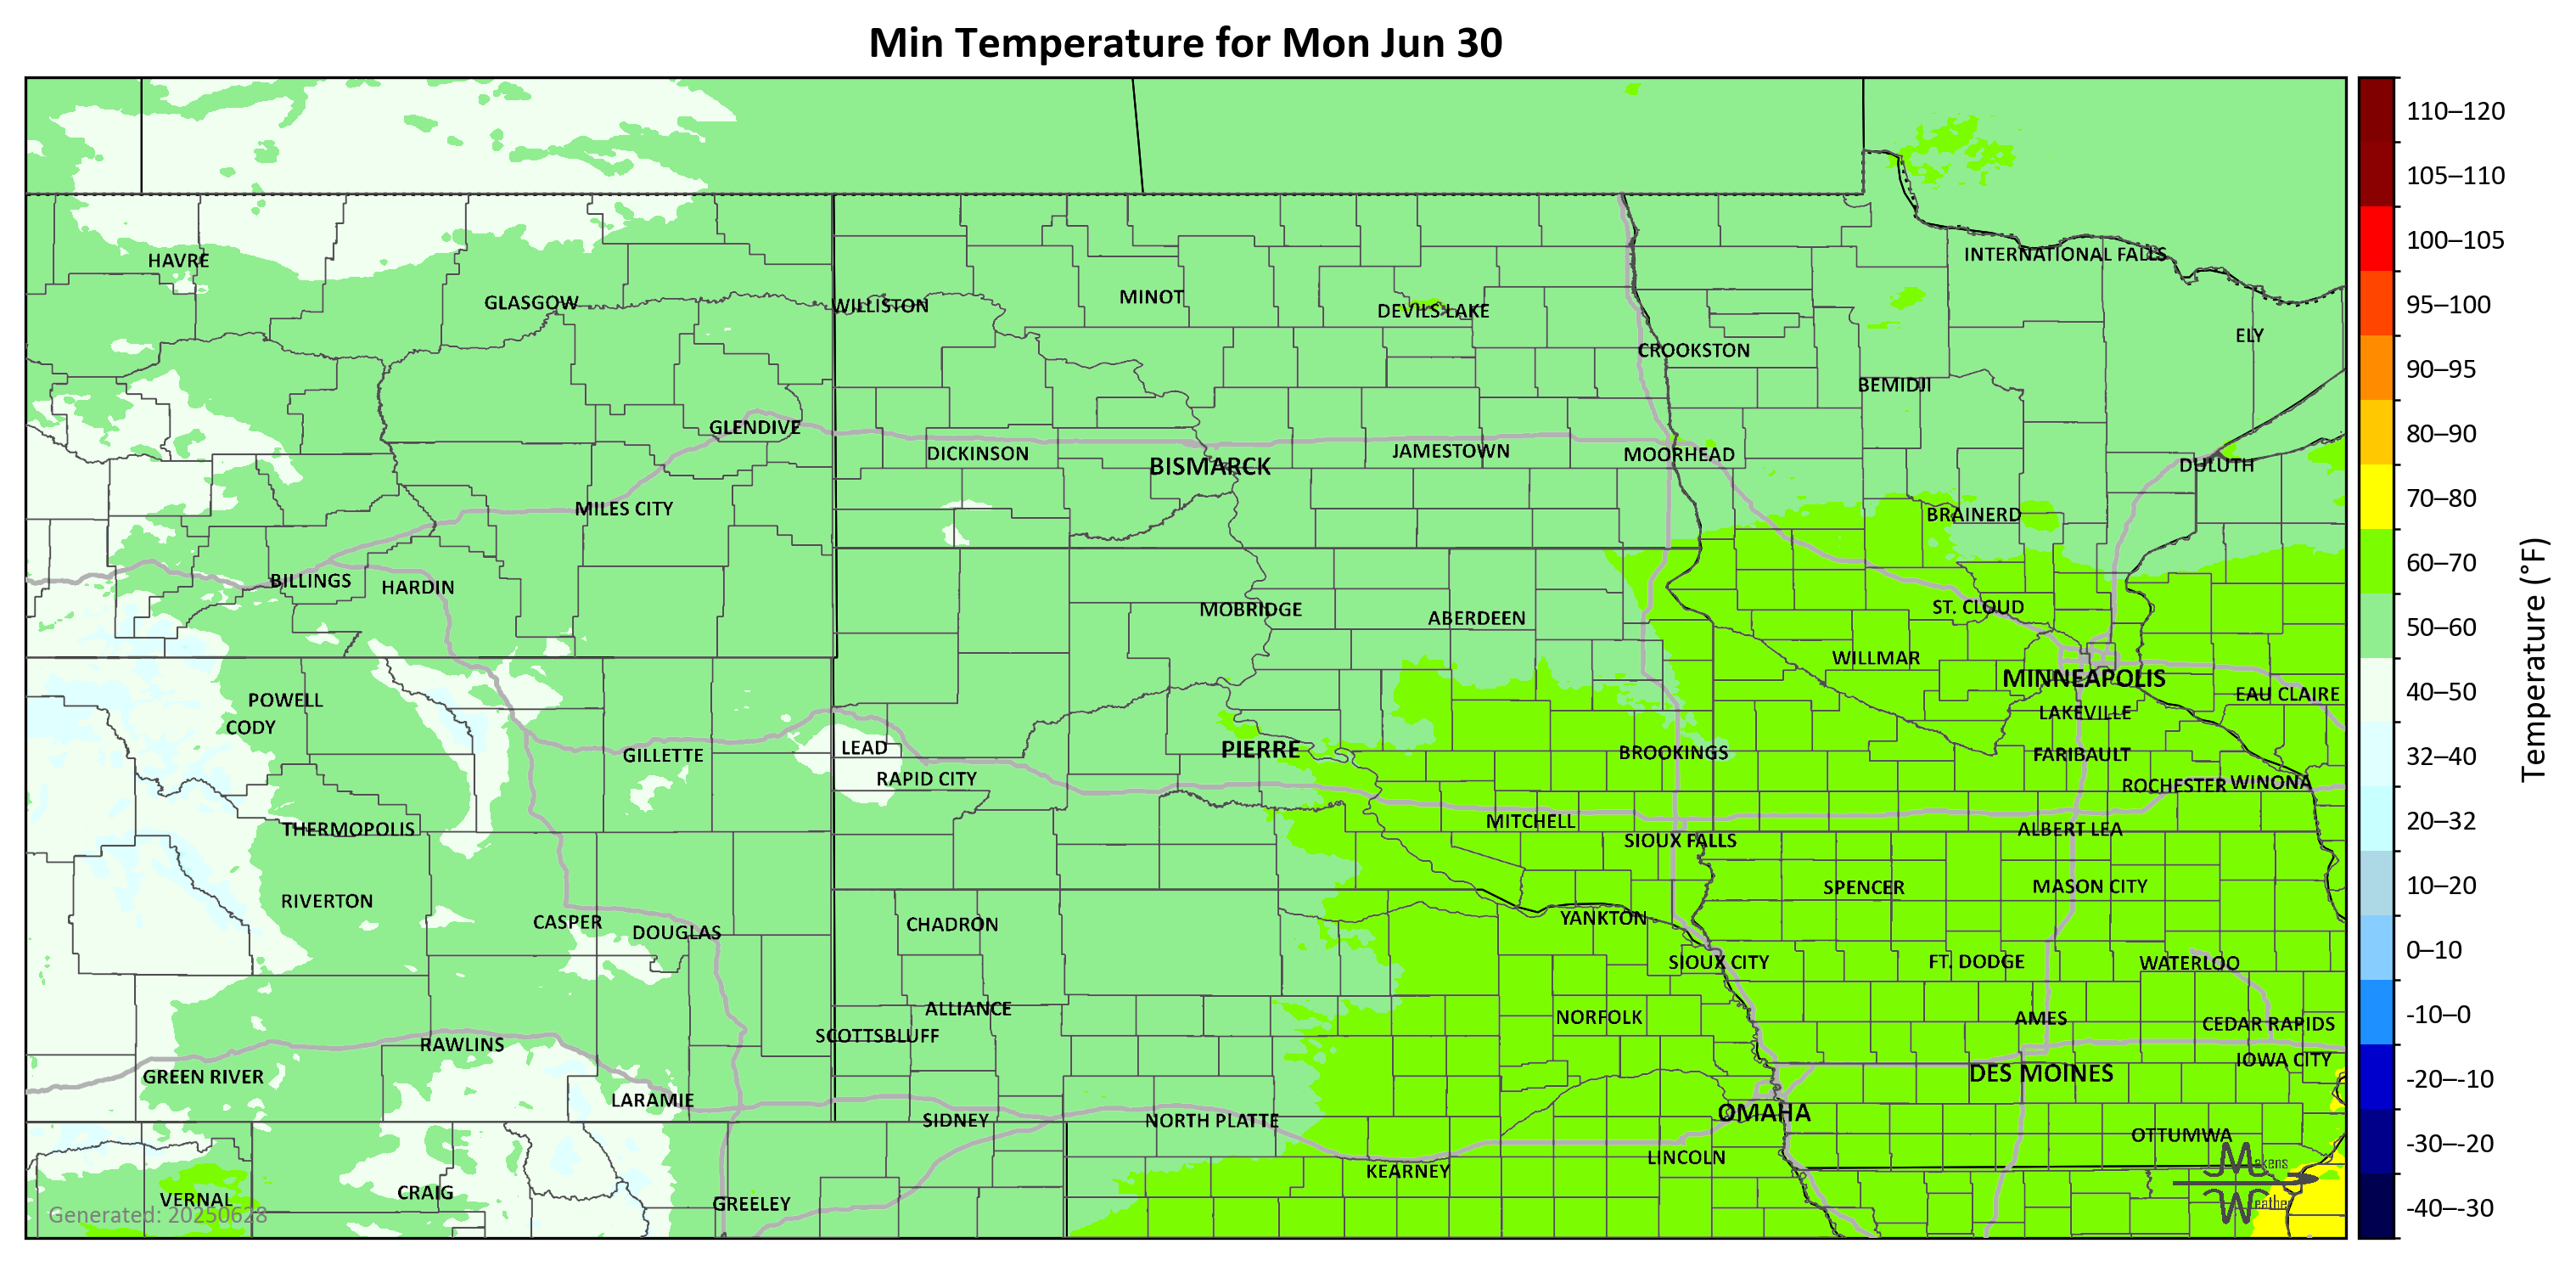 Min Temperature for Mon Jun 30
110–120
105–110
100–105
95–100
90–95
80–90
70–80
60–70
50–60
40–50
32–40
20–32
10–20
0–10
-10–0
-20–-10
-30–-20
-40–-30
Temperature (°F)
INTERNATIONAL FALLS
HAVRE
GLASGOW
WILLISTON
MINOT
DEVILS LAKE
ELY
CROOKSTON
BEMIDJI
GLENDIVE
DICKINSON
BISMARCK
JAMESTOWN
MOORHEAD
DULUTH
MILES CITY
BRAINERD
BILLINGS
HARDIN
MOBRIDGE
ABERDEEN
ST. CLOUD
WILLMAR
MINNEAPOLIS
EAU CLAIRE
POWELL
CODY
LAKEVILLE
GILLETTE
LEAD
PIERRE
BROOKINGS
FARIBAULT
RAPID CITY
ROCHESTER
WINONA
THERMOPOLIS
MITCHELL
SIOUX FALLS
ALBERT LEA
RIVERTON
SPENCER
MASON CITY
CASPER
DOUGLAS
CHADRON
YANKTON
SIOUX CITY
FT. DODGE
WATERLOO
ALLIANCE
SCOTTSBLUFF
NORFOLK
AMES
CEDAR RAPIDS
RAWLINS
IOWA CITY
GREEN RIVER
DES MOINES
LARAMIE
SIDNEY
NORTH PLATTE
OMAHA
OTTUMWA
LINCOLN
KEARNEY
VERNAL
CRAIG
GREELEY
Generated: 20250628
Makens
Weather